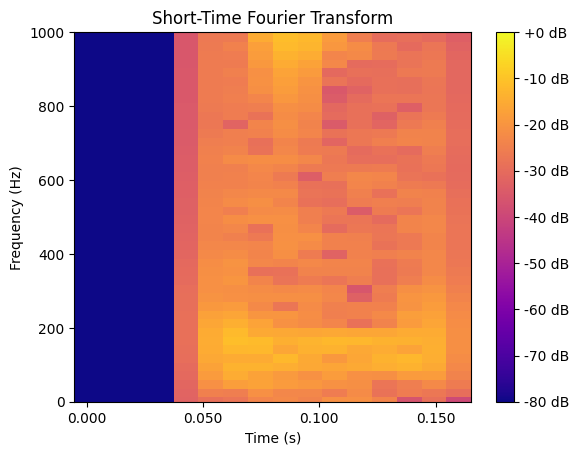 Short-Time Fourier Transform
1000
800
600
400
200
0
Frequency (Hz)
0.000
0.050
0.100
0.150
Time (s)
+0 dB
-10 dB
-20 dB
-30 dB
-40 dB
-50 dB
-60 dB
-70 dB
-80 dB